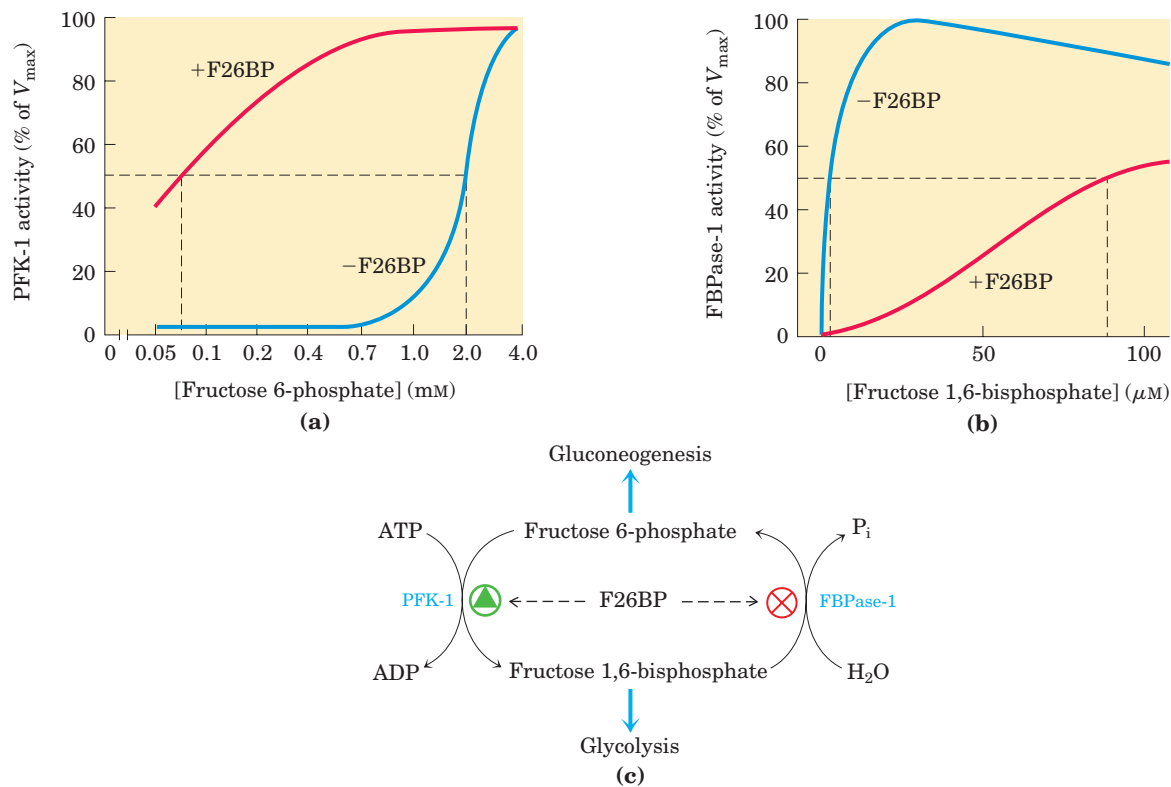 PFK-1 activity (% of Vmax)
100
80
60
40
20
0
+F26BP
−F26BP
0 0.05 0.1 0.2 0.4 0.7 1.0 2.0 4.0
[Fructose 6-phosphate] (mM)
(a)
FBPase-1 activity (% of Vmax)
100
80
60
40
20
0
−F26BP
+F26BP
0 50 100
[Fructose 1,6-bisphosphate] (μM)
(b)
Gluconeogenesis
ATP Fructose 6-phosphate Pi
PFK-1 F26BP FBPase-1
ADP Fructose 1,6-bisphosphate H2O
Glycolysis
(c)